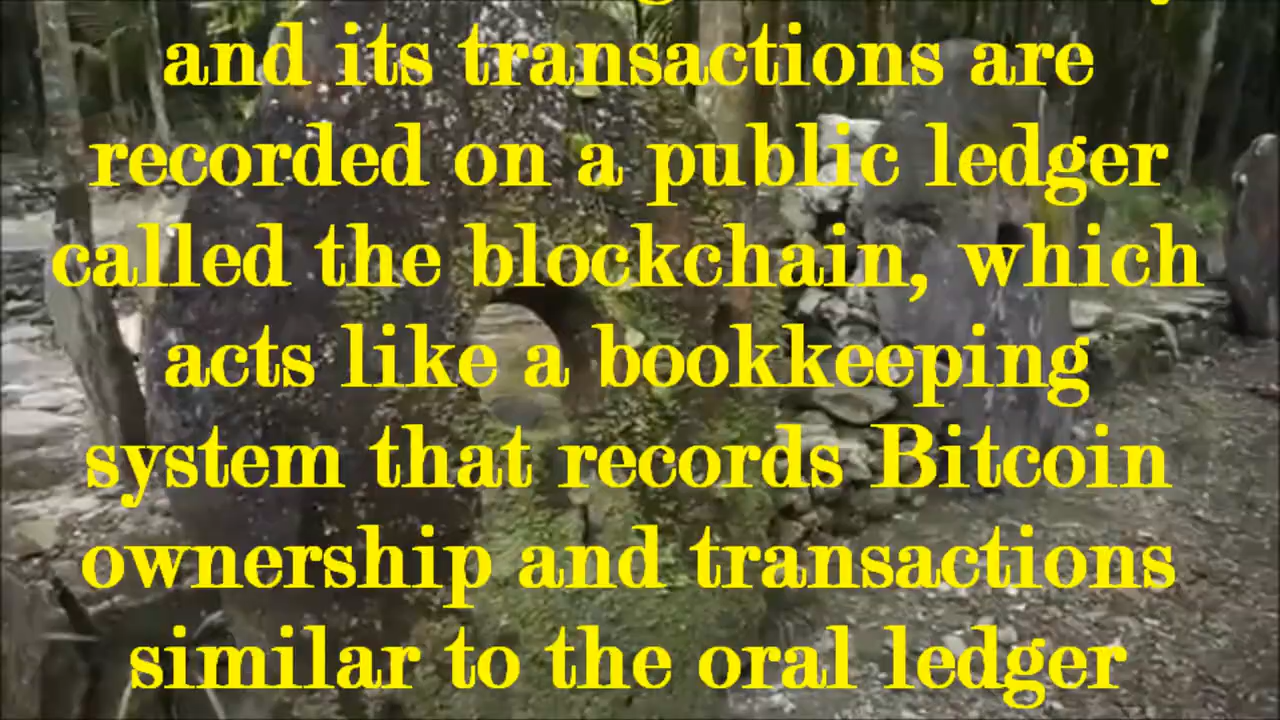 and its transactions are
recorded on a public ledger
called the blockchain, which
acts like a bookkeeping
system that records Bitcoin
ownership and transactions
similar to the oral ledger